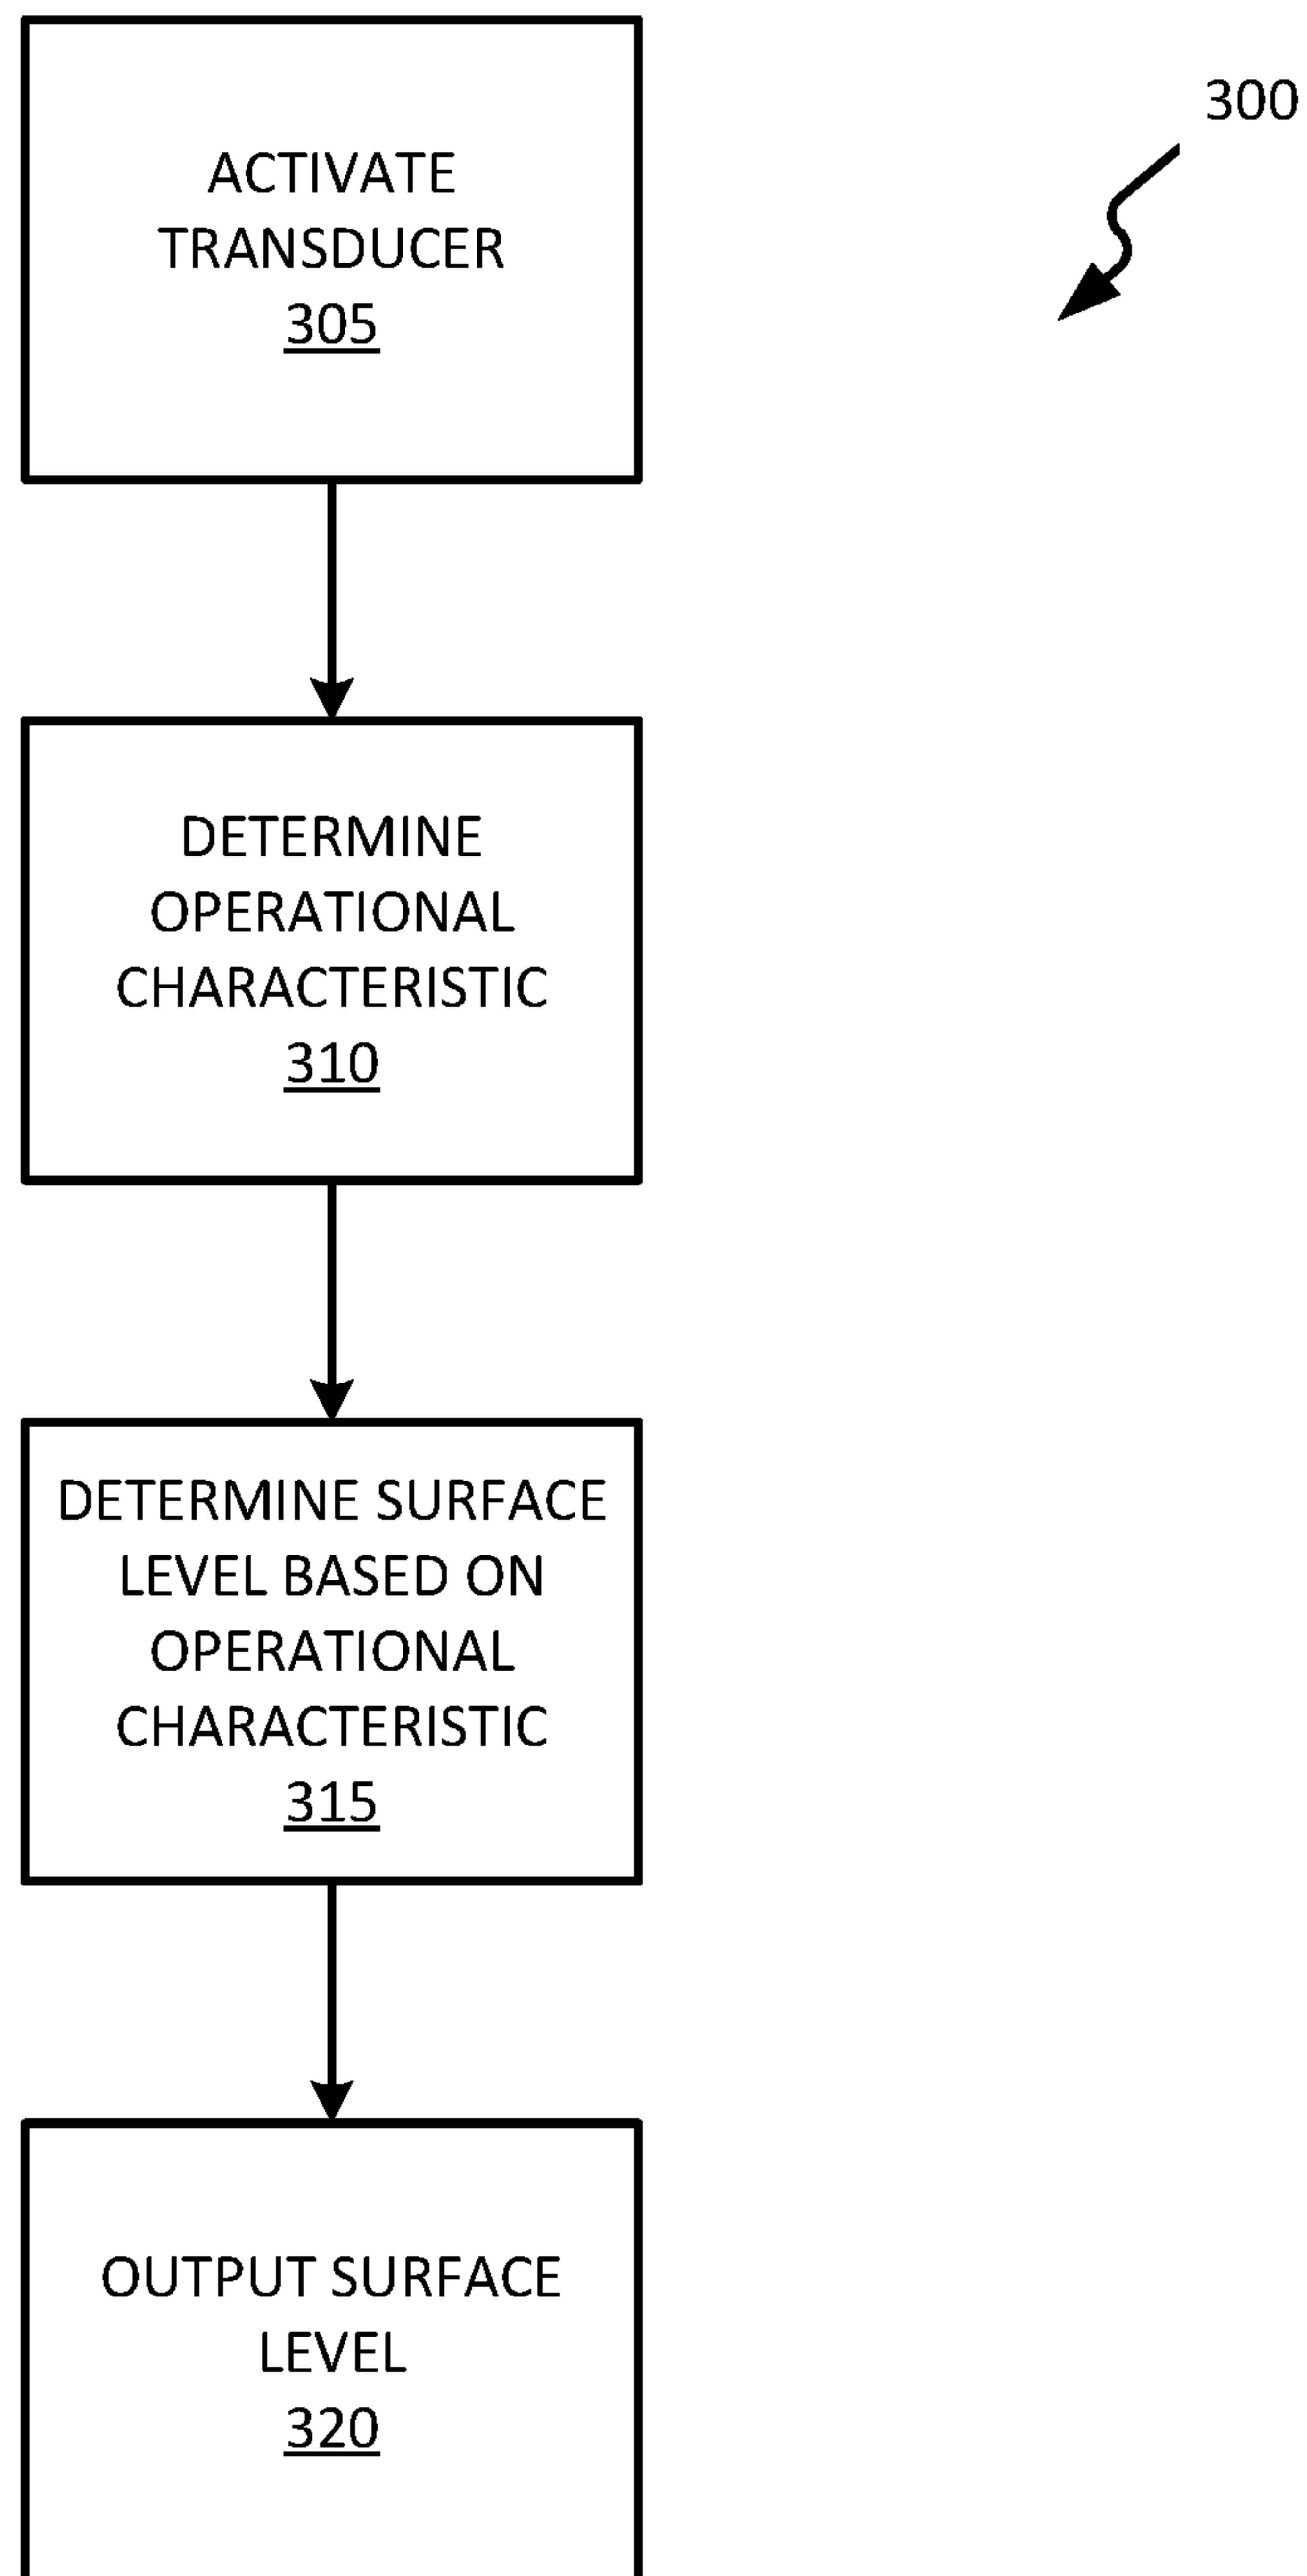 300
ACTIVATE
TRANSDUCER
305
DETERMINE
OPERATIONAL
CHARACTERISTIC
310
DETERMINE SURFACE
LEVEL BASED ON
OPERATIONAL
CHARACTERISTIC
315
OUTPUT SURFACE
LEVEL
320